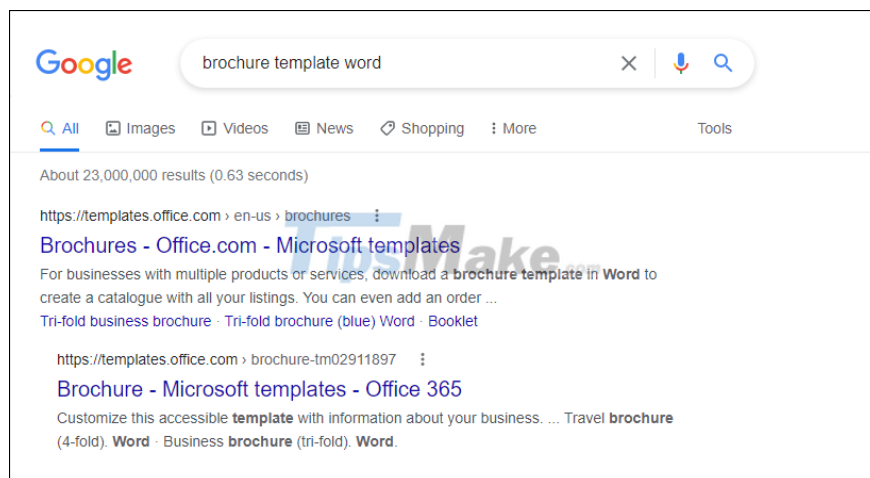 Google
brochure template word
All Images Videos News Shopping More Tools
About 23,000,000 results (0.63 seconds)
https://templates.office.com › en-us › brochures
Brochures - Office.com - Microsoft templates
TipsMake.com
For businesses with multiple products or services, download a brochure template in Word to
create a catalogue with all your listings. You can even add an order ...
Tri-fold business brochure · Tri-fold brochure (blue) Word · Booklet
https://templates.office.com › brochure-tm02911897
Brochure - Microsoft templates - Office 365
Customize this accessible template with information about your business. ... Travel brochure
(4-fold). Word · Business brochure (tri-fold). Word.